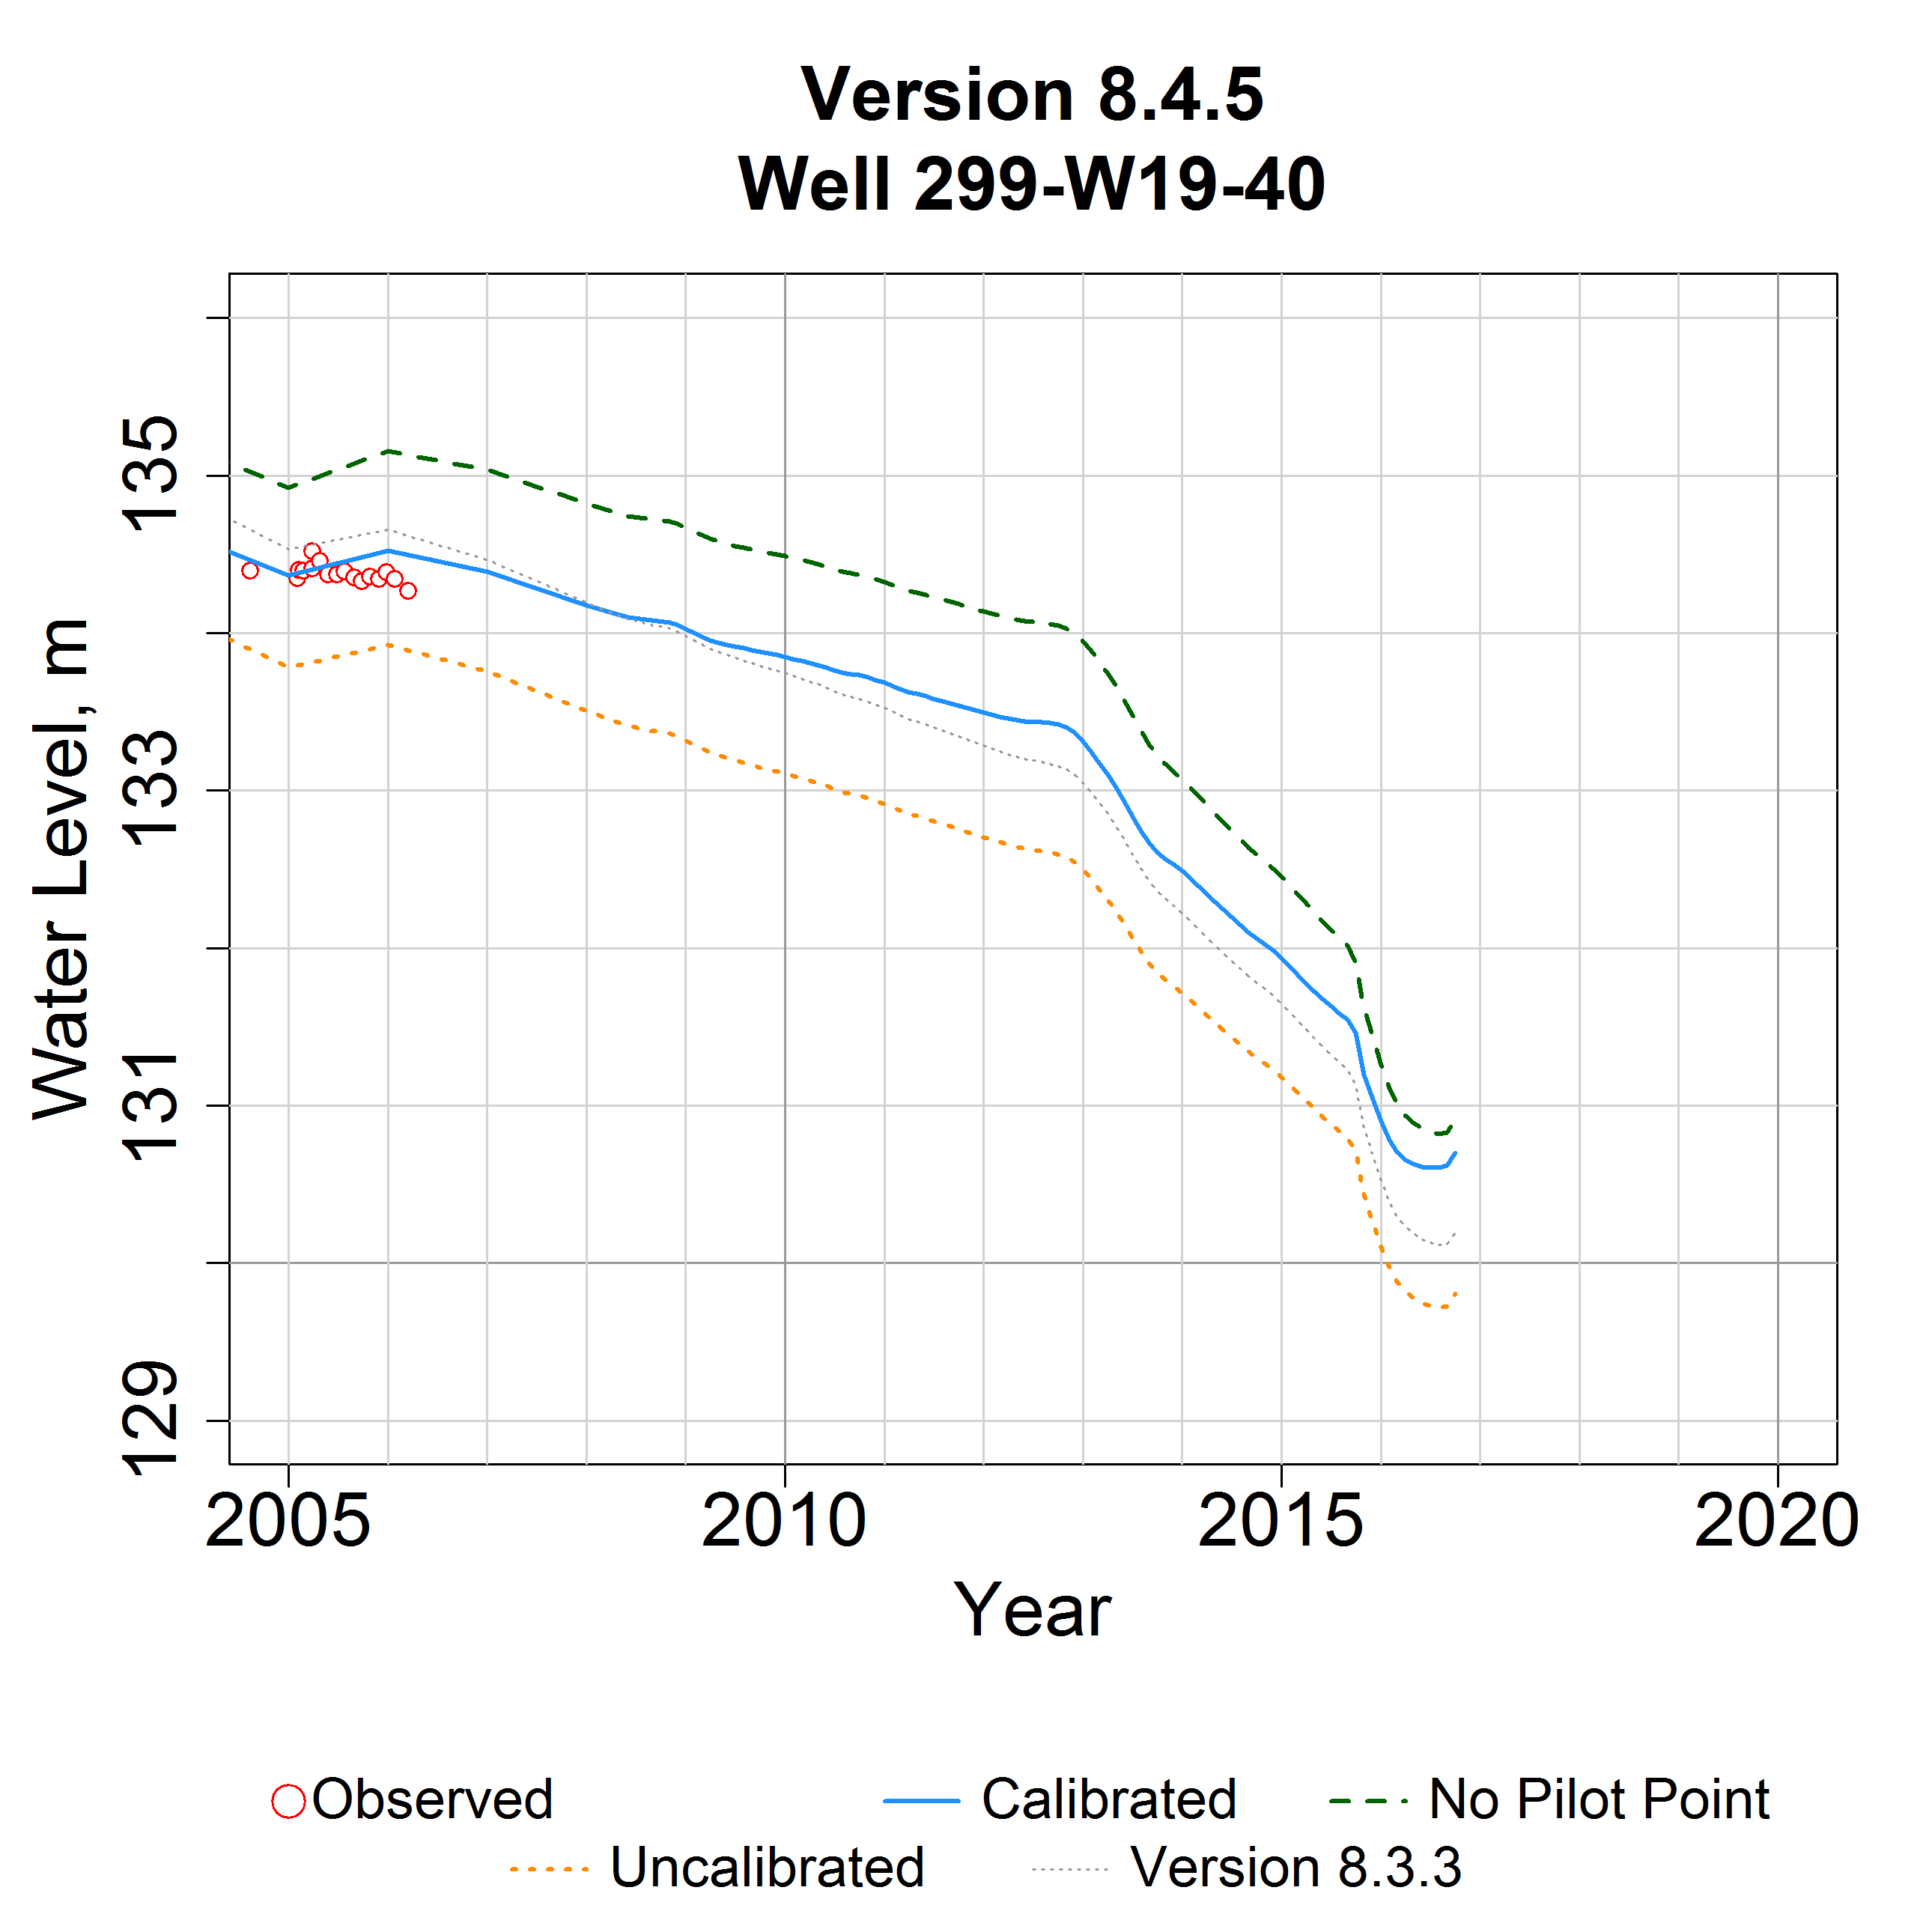 Version 8.4.5
Well 299-W19-40
Water Level, m
135
133
131
129
2005 2010 2015 2020
Year
Observed Calibrated No Pilot Point
Uncalibrated Version 8.3.3